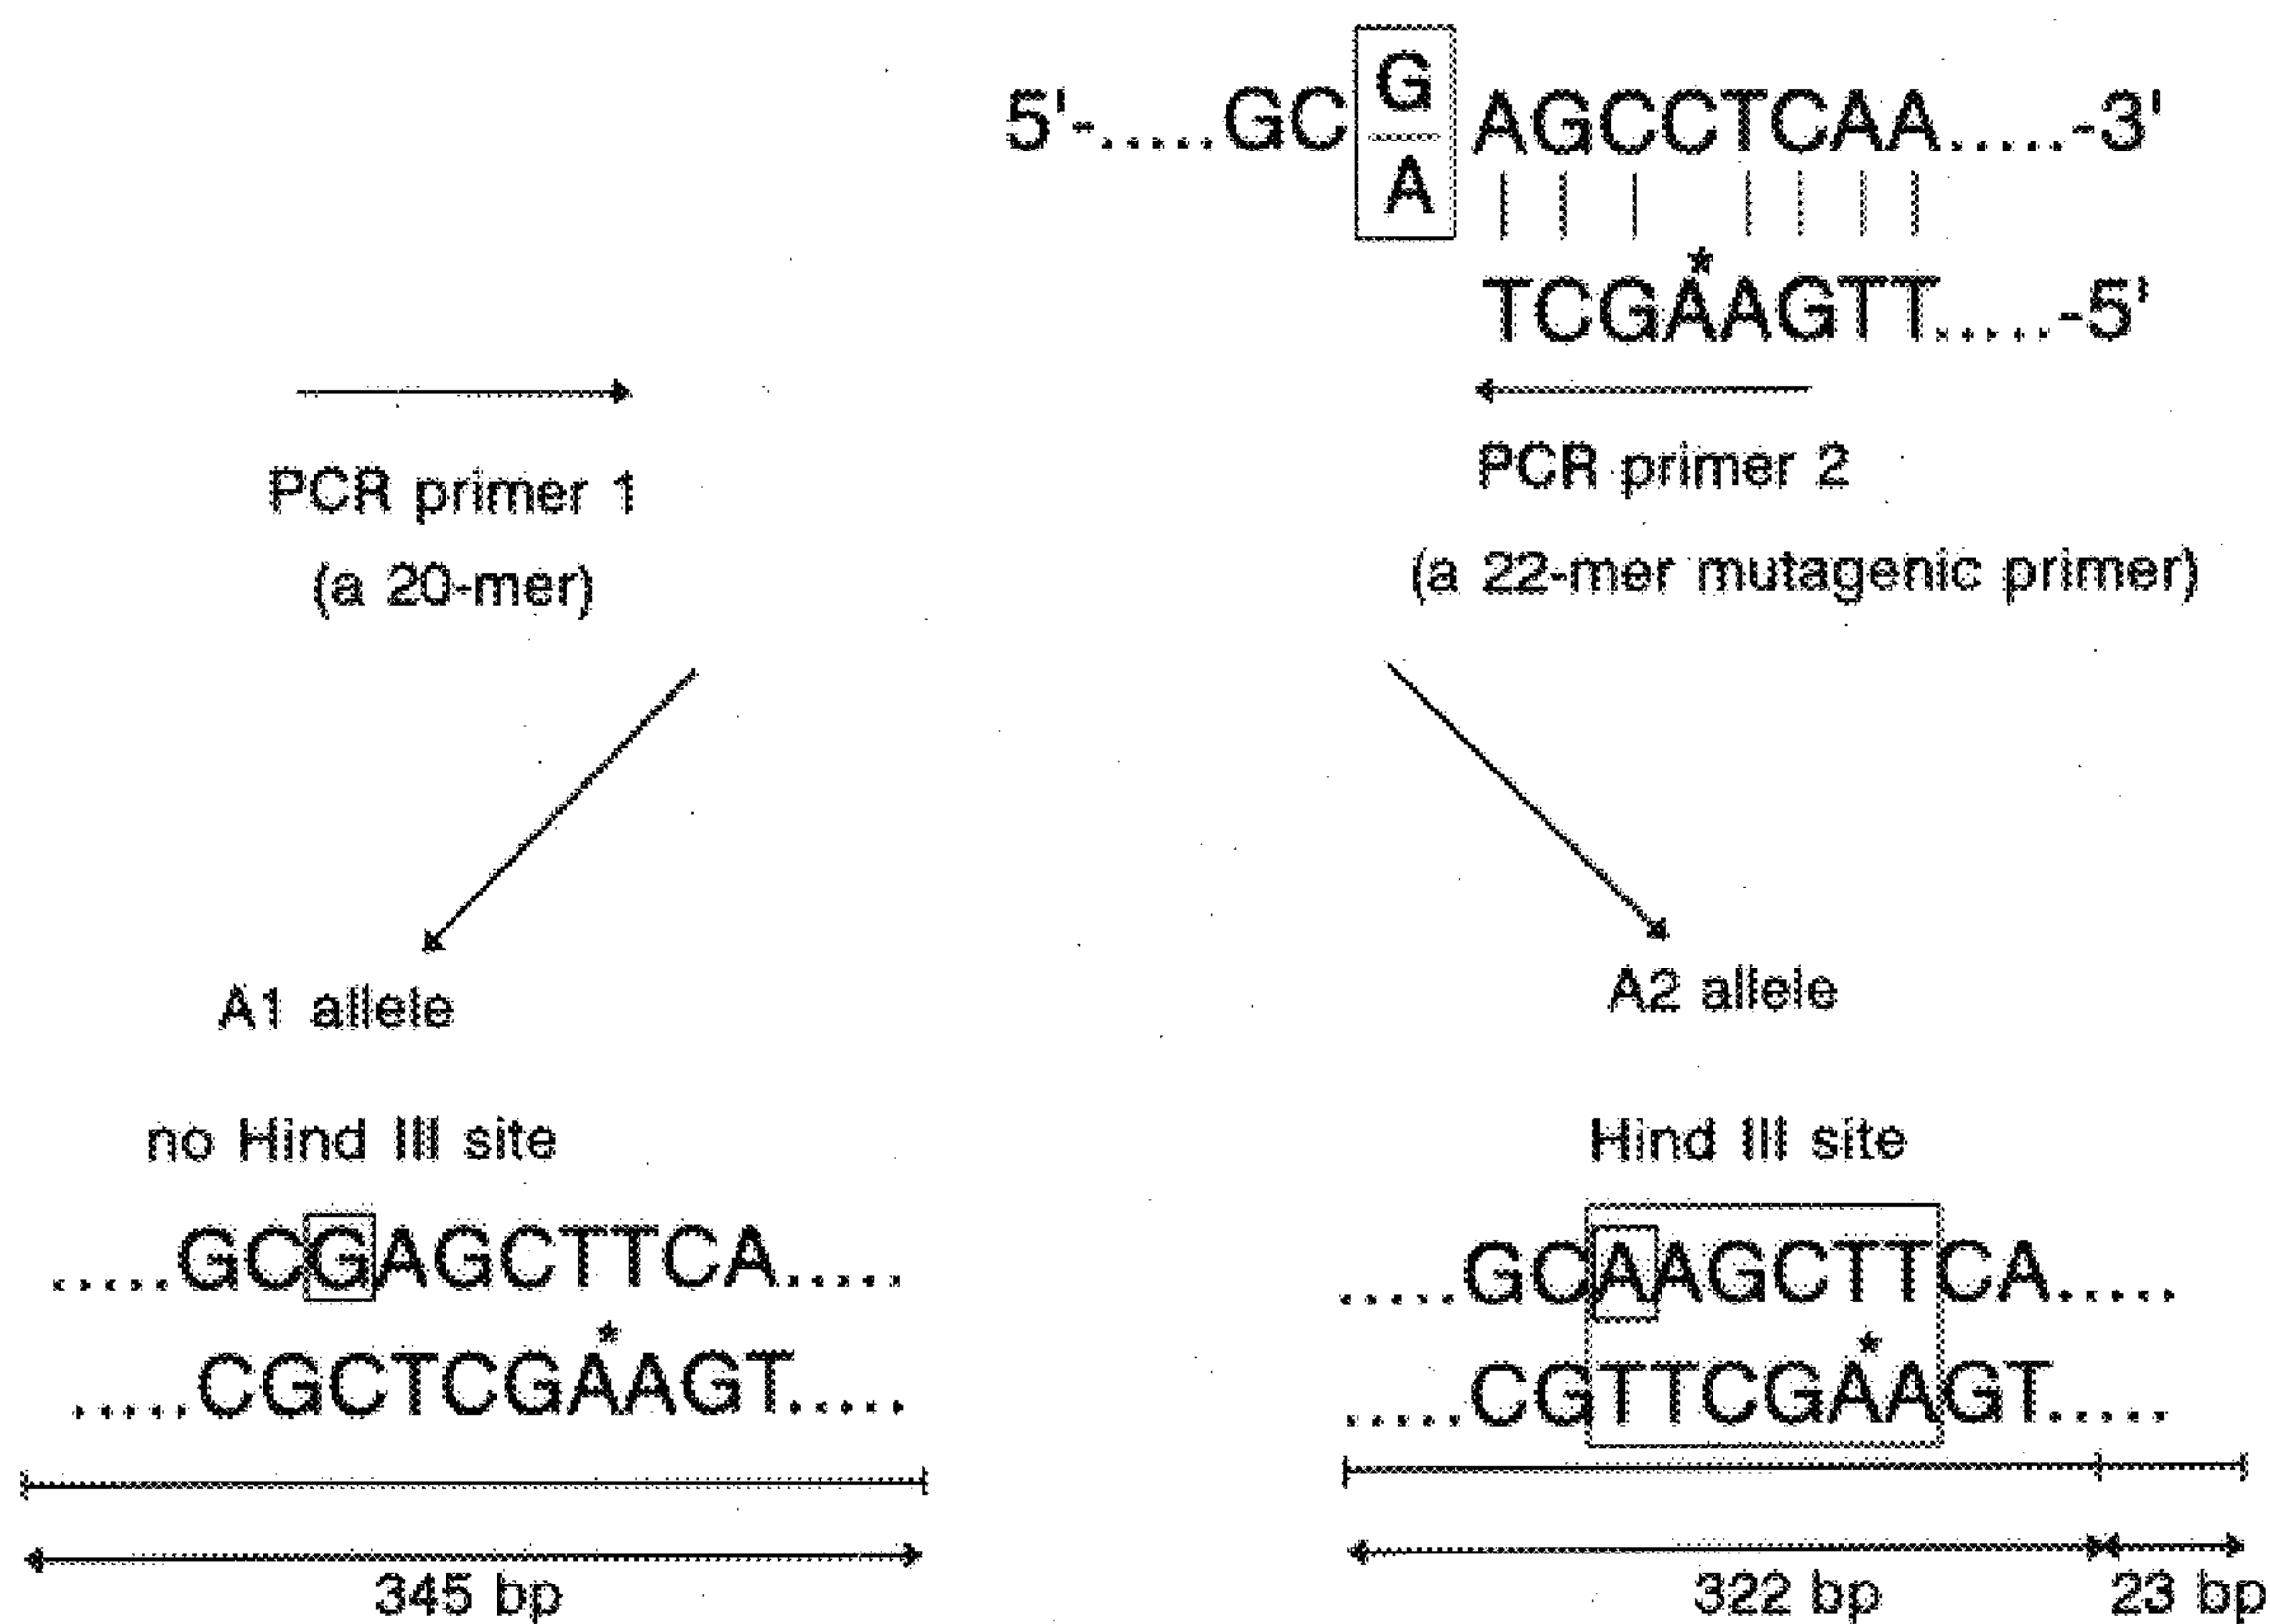 G
5'-.....GC AGCCTCAA.....-3'
A
*
TCGAAGTT.....-5'
PCR primer 1
(a 20-mer)
PCR primer 2
(a 22-mer mutagenic primer)
A1 allele
no Hind III site
.....GCGAGCTTCA.....
*
.....CGCTCGAAGT.....
345 bp
A2 allele
Hind III site
.....GCAAGCTTCA.....
*
.....CGTTCGAAGT.....
322 bp
23 bp